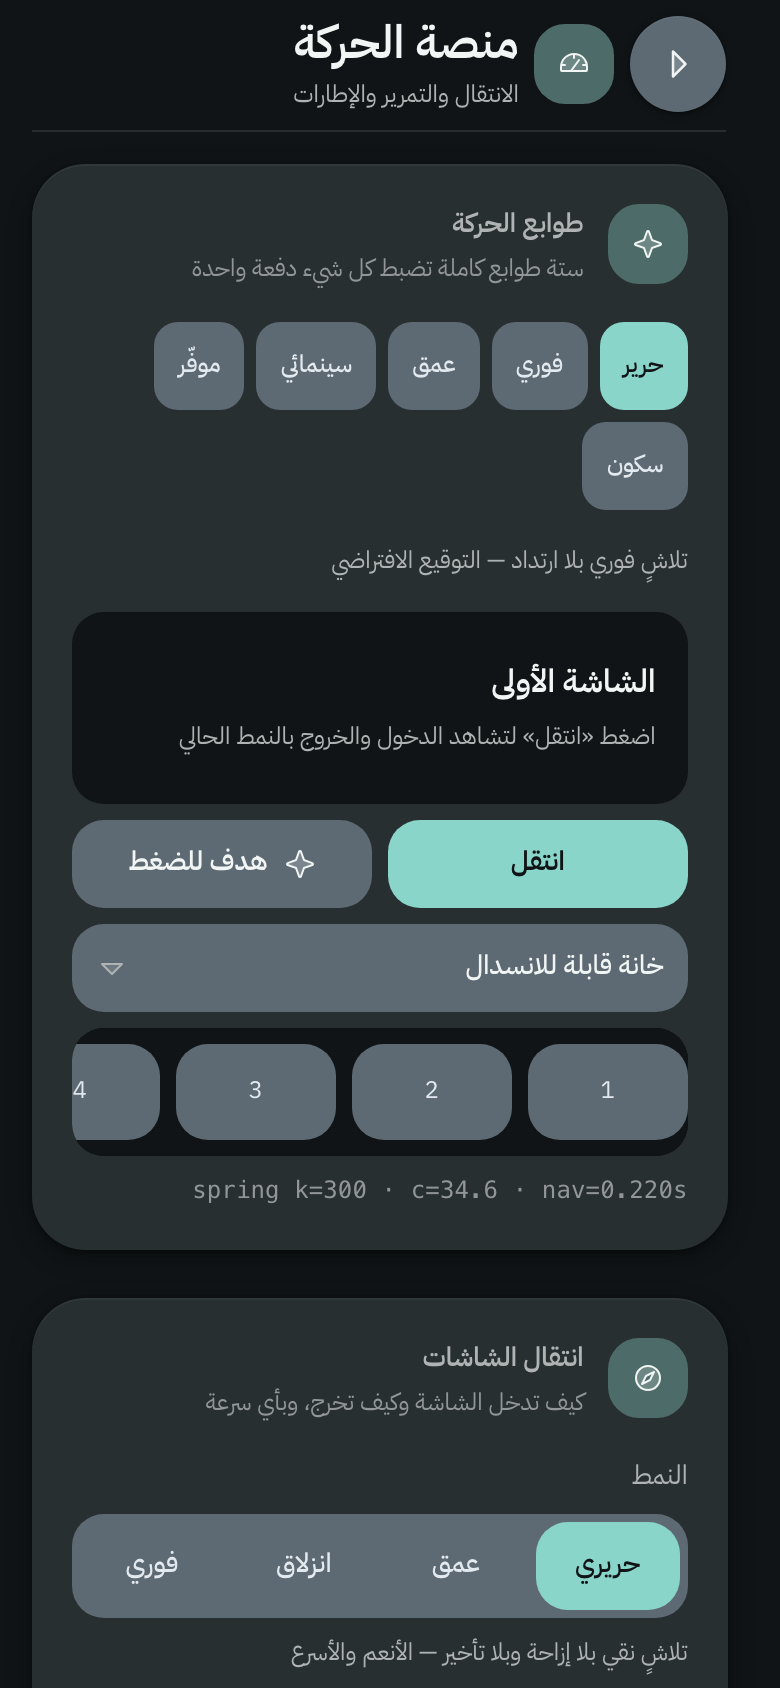 منصة الحركة
الانتقال والتمرير والإطارات
طوابع الحركة
ستة طوابع كاملة تضبط كل شيء دفعة واحدة
حرير فوري عمق سينمائي موفّر
سكون
تلاشٍ فوري بلا ارتداد — التوقيع الافتراضي
الشاشة الأولى
اضغط «انتقل» لتشاهد الدخول والخروج بالنمط الحالي
انتقل هدف للضغط
خانة قابلة للانسدال
1 2 3 4
spring k=300 · c=34.6 · nav=0.220s
انتقال الشاشات
كيف تدخل الشاشة وكيف تخرج، وبأي سرعة
النمط
حريري عمق انزلاق فوري
تلاشٍ نقي بلا إزاحة وبلا تأخير — الأنعم والأسرع